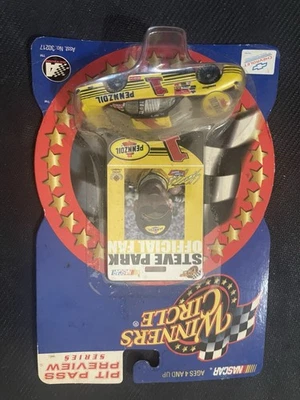 Asst. No. 30217
1
PENNZOIL
1
PENNZOIL
STEVE PARK
OFFICIAL FAN
NASCAR
WINNER'S
CIRCLE®
NASCAR
AGES 4 AND UP
PIT PASS
PREVIEW
SERIES